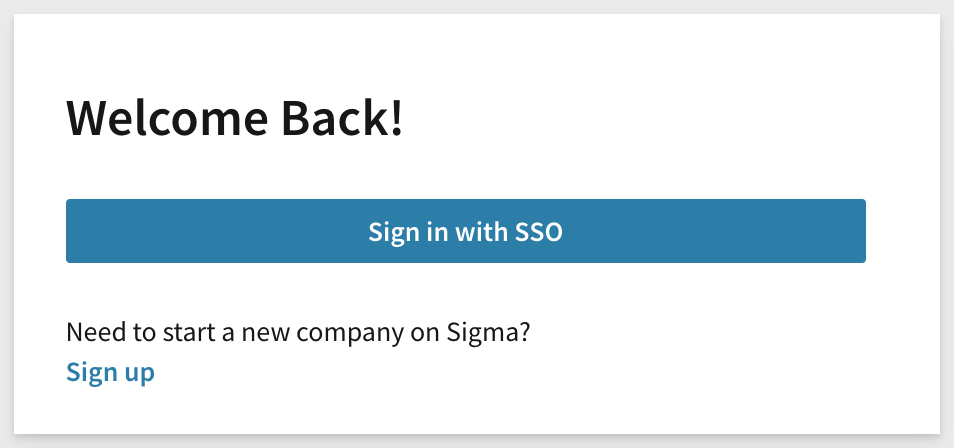 Welcome Back!
Sign in with SSO
Need to start a new company on Sigma?
Sign up